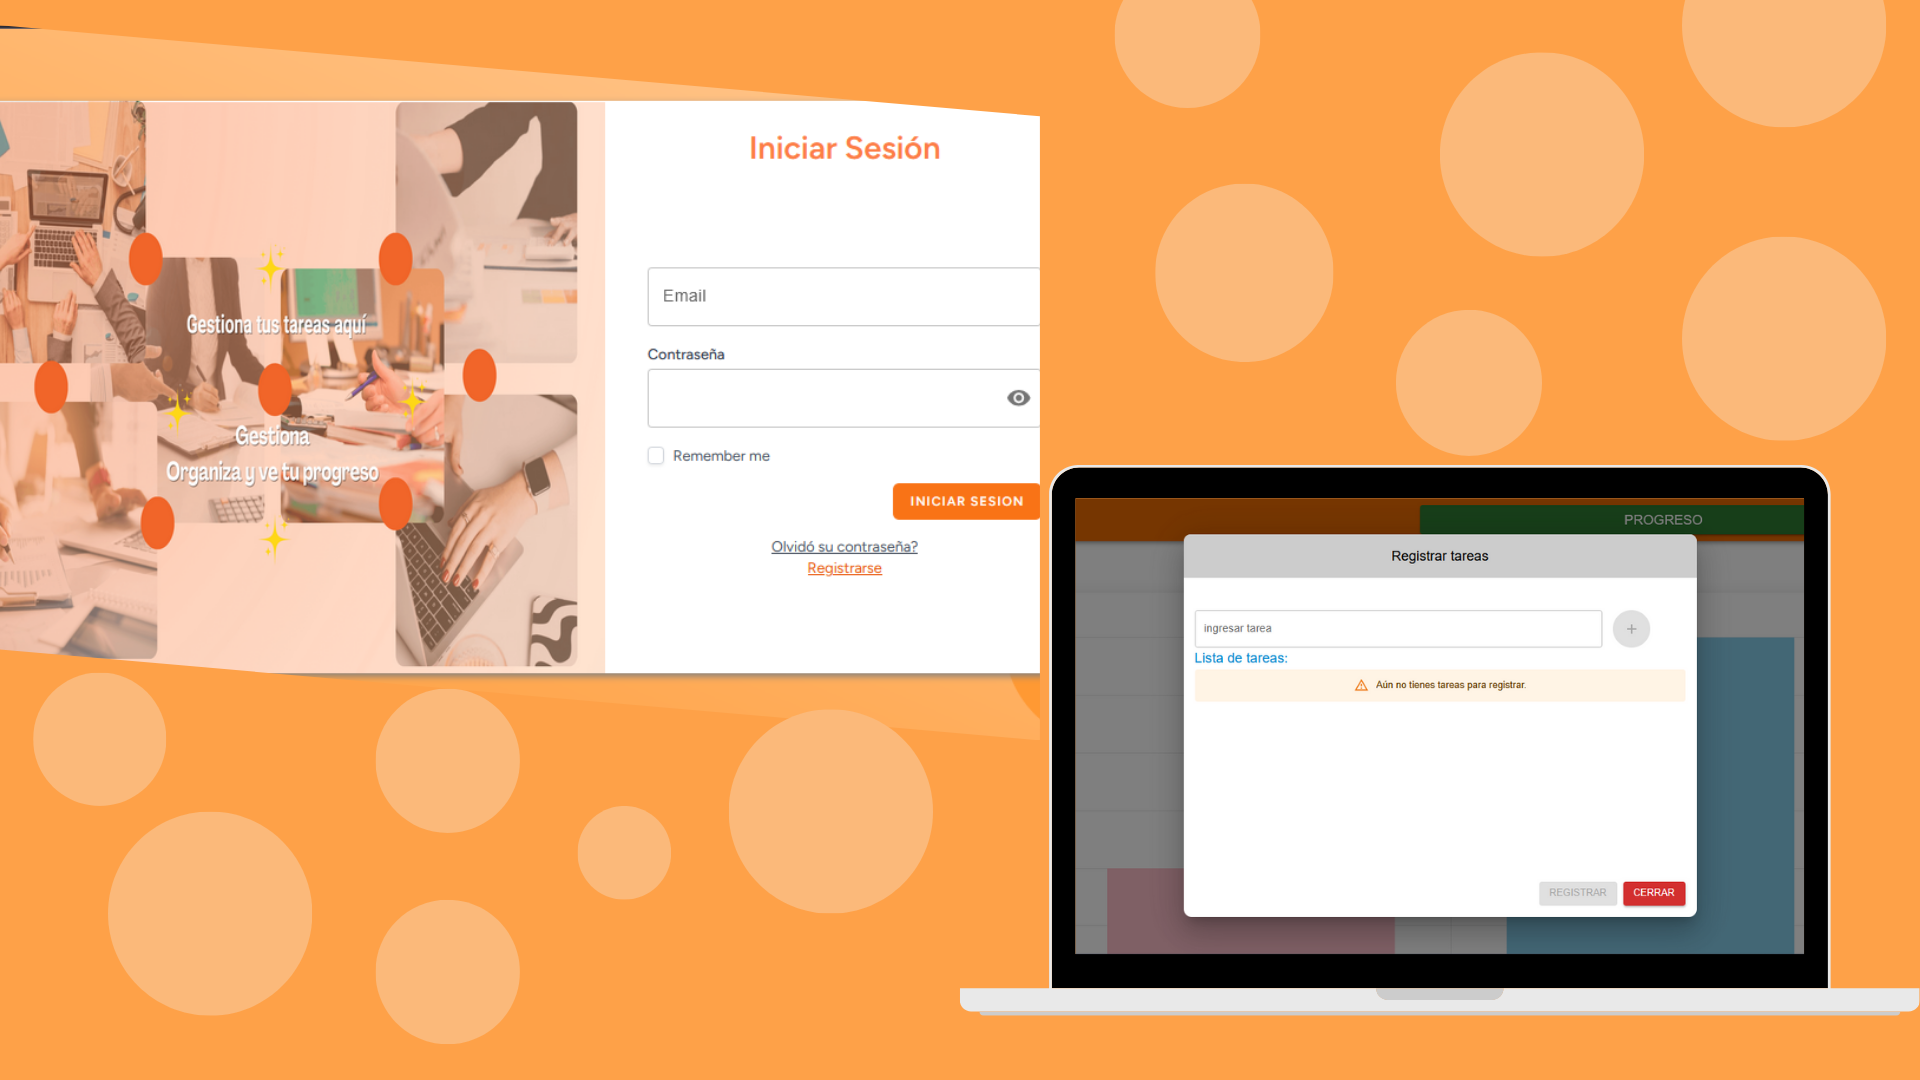 Gestiona tus tareas aquí
Gestiona
Organiza y ve tu progreso
Iniciar Sesión
Email
Contraseña
Remember me
INICIAR SESION
Olvidó su contraseña?
Registrarse
PROGRESO
Registrar tareas
ingresar tarea
+
Lista de tareas:
Aún no tienes tareas para registrar.
REGISTRAR
CERRAR